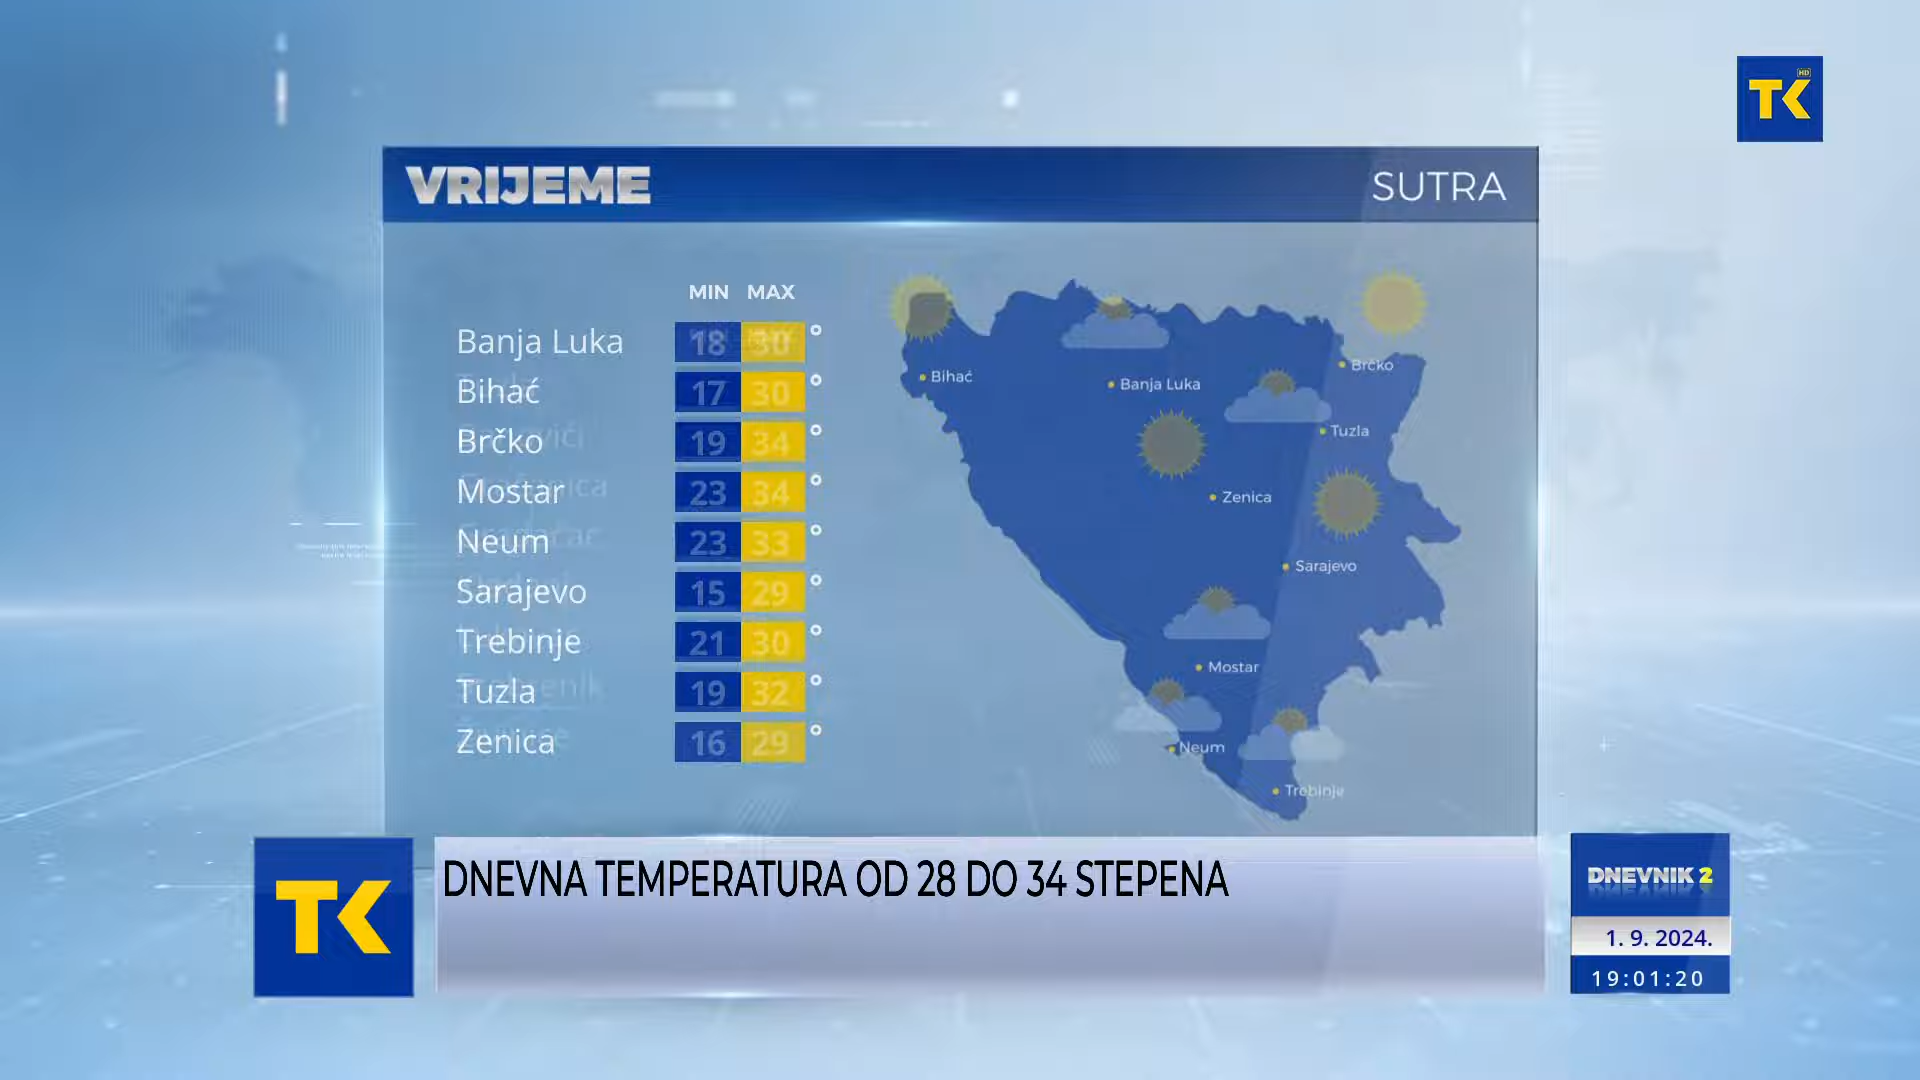 TK HD
VRIJEME
SUTRA
MIN MAX
Banja Luka 18 30 °
Bihać 17 30 °
Brčko 19 34 °
Mostar 23 34 °
Neum 23 33 °
Sarajevo 15 29 °
Trebinje 21 30 °
Tuzla 19 32 °
Zenica 16 29 °
Bihać
Banja Luka
Brčko
Tuzla
Zenica
Sarajevo
Mostar
Neum
Trebinje
TK
DNEVNA TEMPERATURA OD 28 DO 34 STEPENA
DNEVNIK 2
1. 9. 2024.
19:01:20